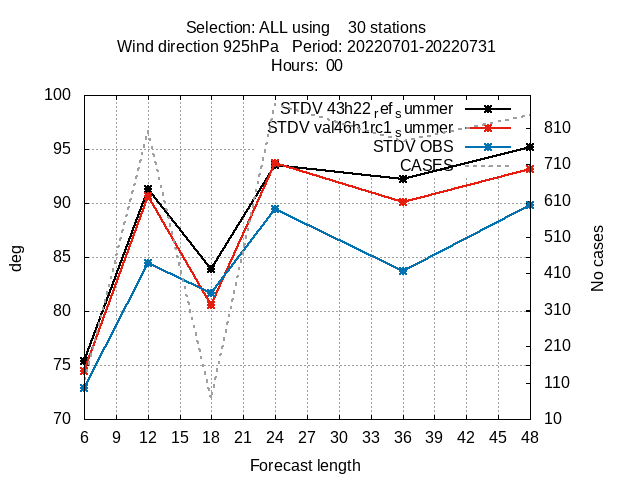 Selection: ALL using    30 stations
Wind direction 925hPa   Period: 20220701-20220731
Hours:  00
deg
100
95
90
85
80
75
70
STDV 43h22_ref_summer
STDV val46h1rc1_summer
STDV OBS
CASES
810
710
610
510
410
310
210
110
10
No cases
6 9 12 15 18 21 24 27 30 33 36 39 42 45 48
Forecast length